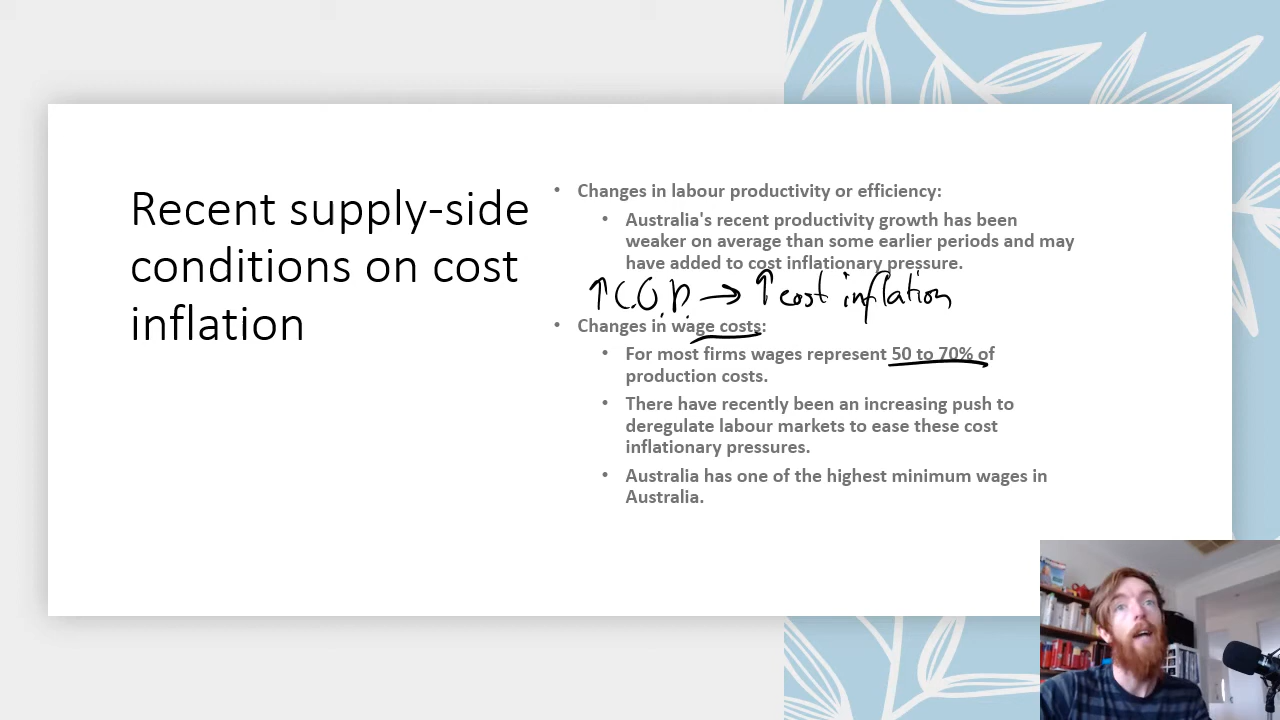 Recent supply-side
conditions on cost
inflation
• Changes in labour productivity or efficiency:
• Australia's recent productivity growth has been
weaker on average than some earlier periods and may
have added to cost inflationary pressure.
↑ C.O.P. → ↑ cost inflation
• Changes in wage costs:
• For most firms wages represent 50 to 70% of
production costs.
• There have recently been an increasing push to
deregulate labour markets to ease these cost
inflationary pressures.
• Australia has one of the highest minimum wages in
Australia.